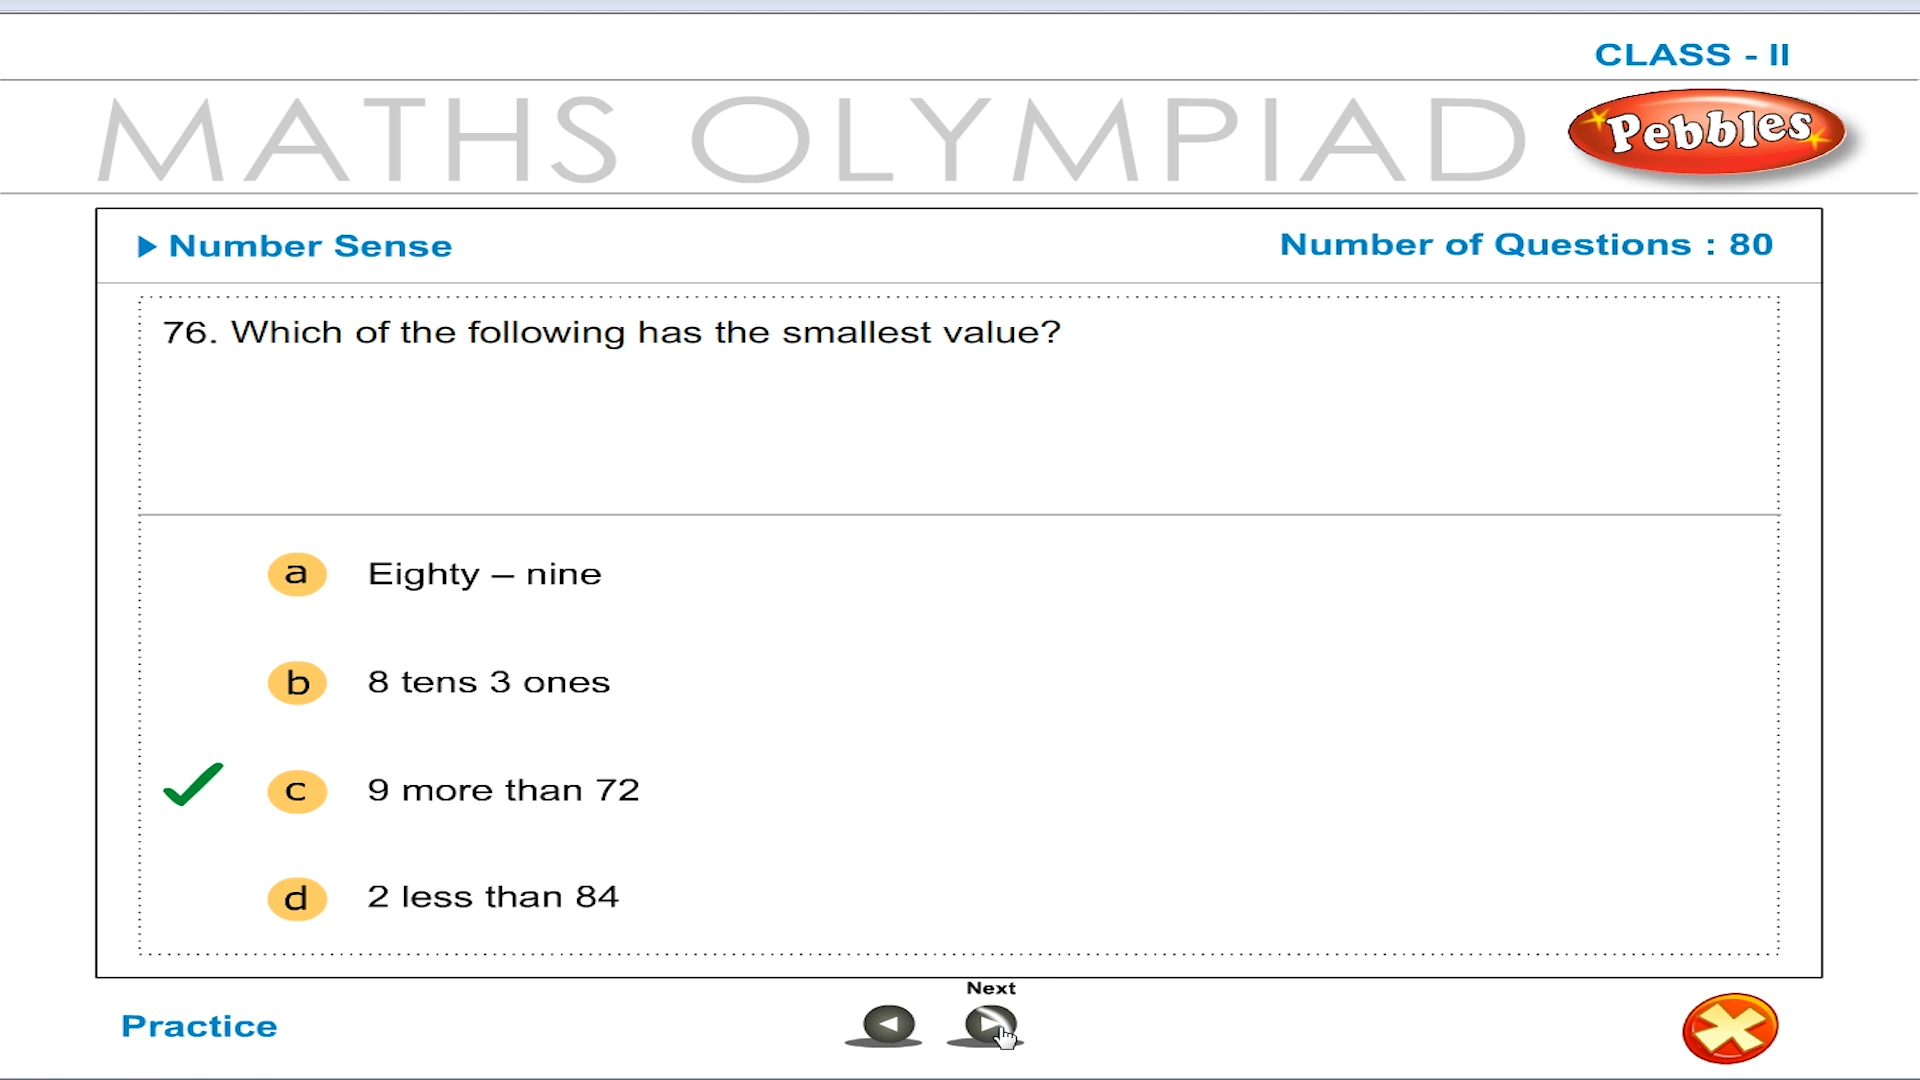 CLASS - II
MATHS OLYMPIAD
Pebbles
Number Sense
Number of Questions : 80
76. Which of the following has the smallest value?
a Eighty – nine
b 8 tens 3 ones
c 9 more than 72
d 2 less than 84
Next
Practice